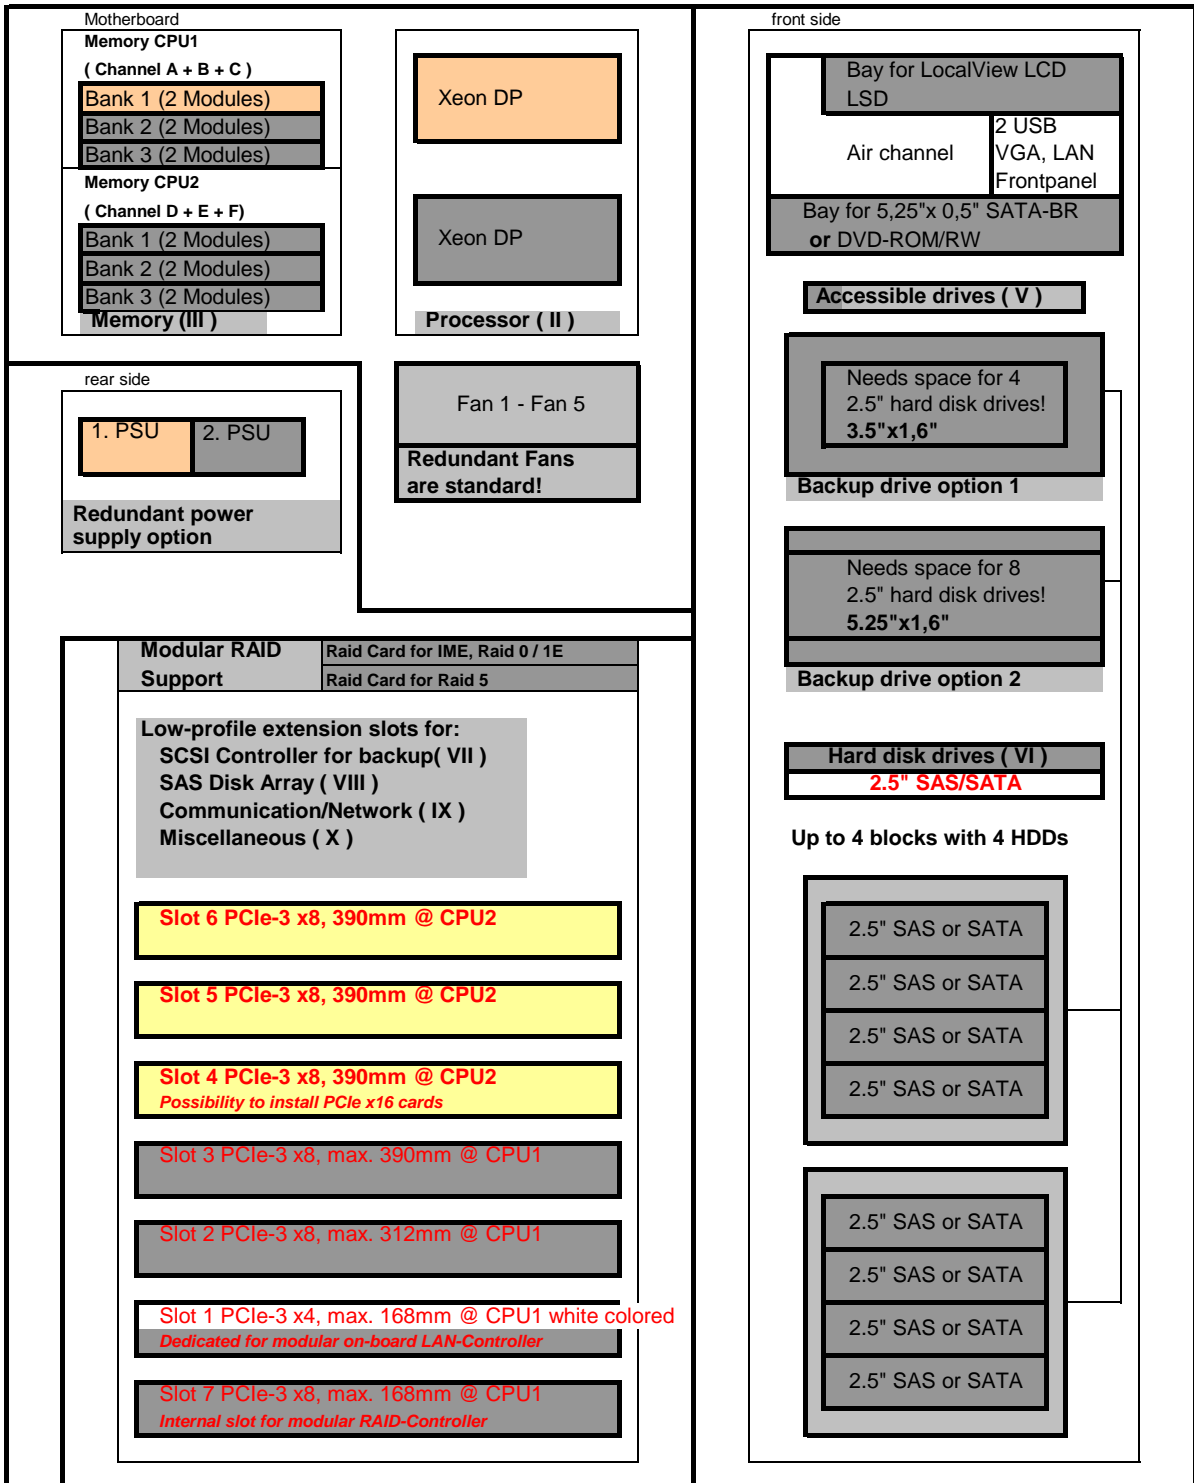 Motherboard
Memory CPU1
( Channel A + B + C )
Bank 1 (2 Modules)
Bank 2 (2 Modules)
Bank 3 (2 Modules)
Memory CPU2
( Channel D + E + F)
Bank 1 (2 Modules)
Bank 2 (2 Modules)
Bank 3 (2 Modules)
Memory (III )
Xeon DP
Xeon DP
Processor ( II )
rear side
1. PSU
2. PSU
Redundant power
supply option
Fan 1 - Fan 5
Redundant Fans
are standard!
Modular RAID
Support
Raid Card for IME, Raid 0 / 1E
Raid Card for Raid 5
Low-profile extension slots for:
SCSI Controller for backup( VII )
SAS Disk Array ( VIII )
Communication/Network ( IX )
Miscellaneous ( X )
Slot 6 PCIe-3 x8, 390mm @ CPU2
Slot 5 PCIe-3 x8, 390mm @ CPU2
Slot 4 PCIe-3 x8, 390mm @ CPU2
Possibility to install PCIe x16 cards
Slot 3 PCIe-3 x8, max. 390mm @ CPU1
Slot 2 PCIe-3 x8, max. 312mm @ CPU1
Slot 1 PCIe-3 x4, max. 168mm @ CPU1 white colored
Dedicated for modular on-board LAN-Controller
Slot 7 PCIe-3 x8, max. 168mm @ CPU1
Internal slot for modular RAID-Controller
front side
Bay for LocalView LCD
LSD
Air channel
2 USB
VGA, LAN
Frontpanel
Bay for 5,25"x 0,5" SATA-BR
or DVD-ROM/RW
Accessible drives ( V )
Needs space for 4
2.5" hard disk drives!
3.5"x1,6"
Backup drive option 1
Needs space for 8
2.5" hard disk drives!
5.25"x1,6"
Backup drive option 2
Hard disk drives ( VI )
2.5" SAS/SATA
Up to 4 blocks with 4 HDDs
2.5" SAS or SATA
2.5" SAS or SATA
2.5" SAS or SATA
2.5" SAS or SATA
2.5" SAS or SATA
2.5" SAS or SATA
2.5" SAS or SATA
2.5" SAS or SATA